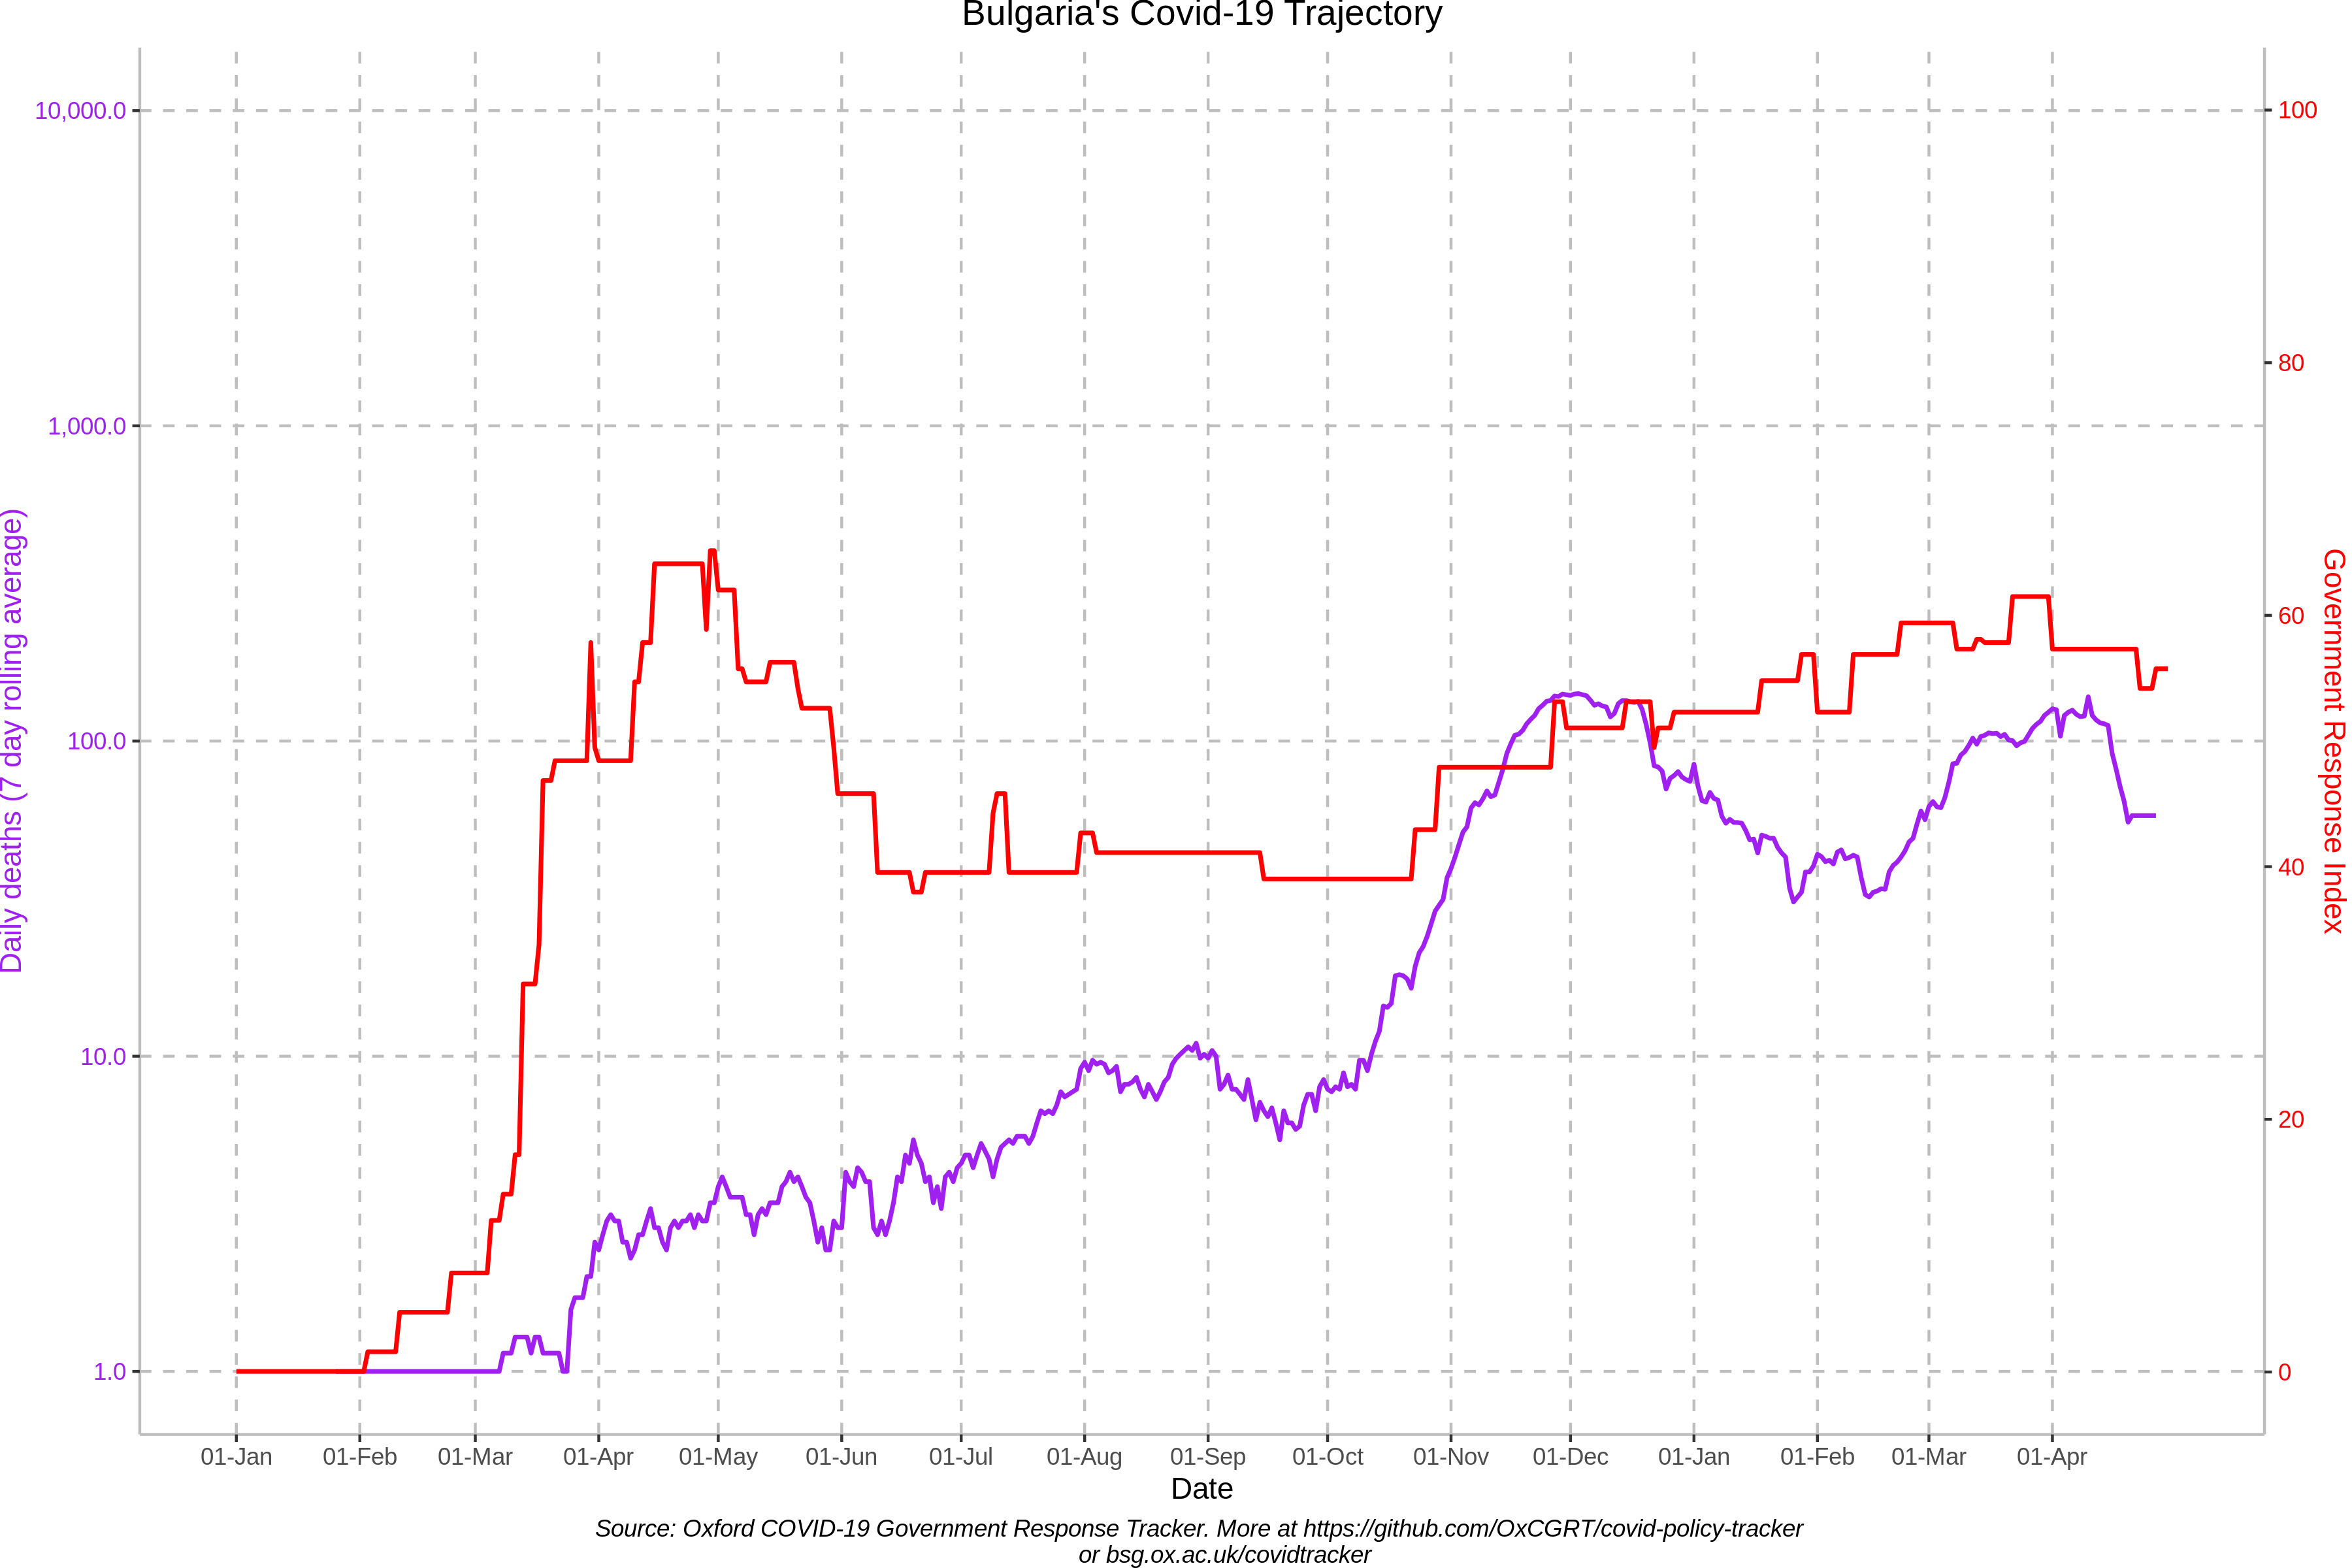 Bulgaria's Covid-19 Trajectory
10,000.0
1,000.0
100.0
10.0
1.0
Daily deaths (7 day rolling average)
100
80
60
40
20
0
Government Response Index
01-Jan 01-Feb 01-Mar 01-Apr 01-May 01-Jun 01-Jul 01-Aug 01-Sep 01-Oct 01-Nov 01-Dec 01-Jan 01-Feb 01-Mar 01-Apr
Date
Source: Oxford COVID-19 Government Response Tracker. More at https://github.com/OxCGRT/covid-policy-tracker
or bsg.ox.ac.uk/covidtracker